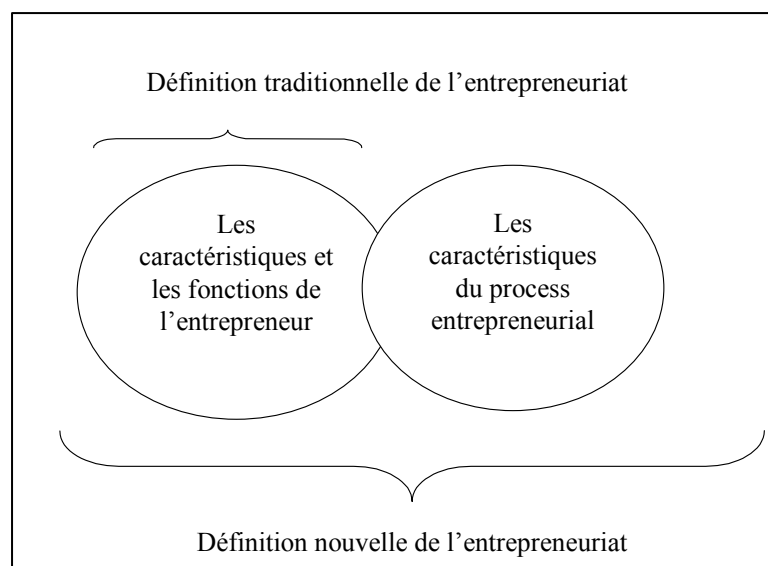 Définition traditionnelle de l’entrepreneuriat
Les
caractéristiques et
les fonctions de
l’entrepreneur
Les
caractéristiques
du process
entrepreneurial
Définition nouvelle de l’entrepreneuriat